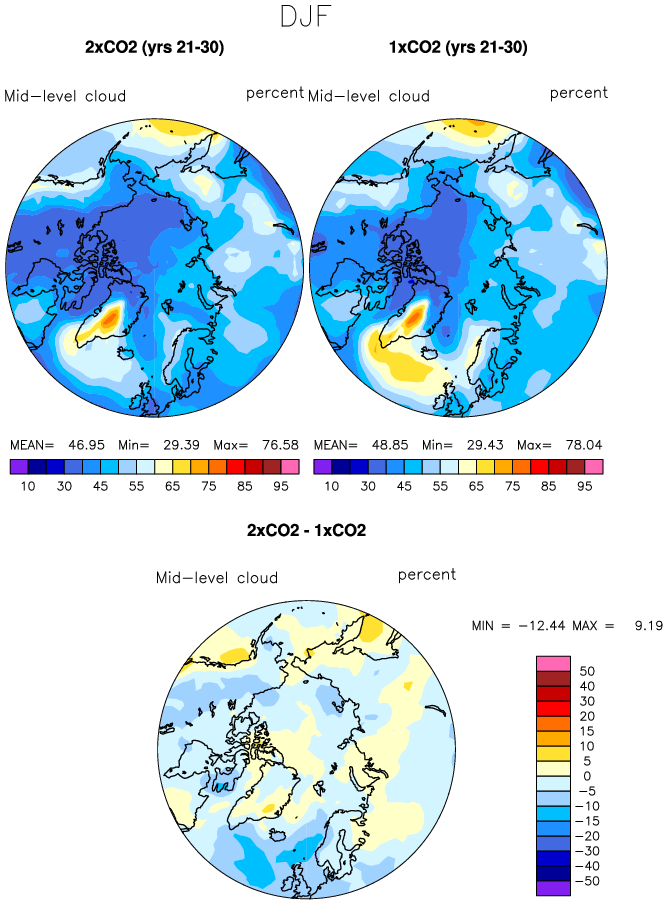 DJF
2xCO2 (yrs 21-30) 1xCO2 (yrs 21-30)
Mid-level cloud percent Mid-level cloud percent
MEAN= 46.95 Min= 29.39 Max= 76.58 MEAN= 48.85 Min= 29.43 Max= 78.04
10 30 45 55 65 75 85 95 10 30 45 55 65 75 85 95
2xCO2 - 1xCO2
Mid-level cloud percent
MIN = -12.44 MAX = 9.19
50
40
30
20
15
10
5
0
-5
-10
-15
-20
-30
-40
-50